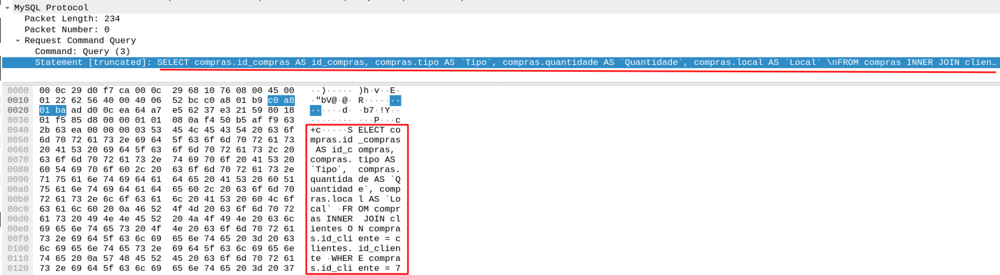 MySQL Protocol
Packet Length: 234
Packet Number: 0
Request Command Query
Command: Query (3)
Statement [truncated]: SELECT compras.id_compras AS id_compras, compras.tipo AS `Tipo`, compras.quantidade AS `Quantidade`, compras.local AS `Local` \nFROM compras INNER JOIN clien…
0000 00 0c 29 d0 f7 ca 00 0c 29 68 10 76 08 00 45 00 ··)····· )h·v··E·
0010 01 22 62 56 40 00 40 06 52 bc c0 a8 01 b9 c0 a8 ·"bV@·@· R·······
0020 01 ba ad d0 0c ea 64 a7 e5 62 37 e3 21 59 80 18 ······d· ·b7·!Y··
0030 01 f5 85 d8 00 00 01 01 08 0a f4 50 b5 af f9 63 ········ ···P···c
0040 2b 63 ea 00 00 00 03 53 45 4c 45 43 54 20 63 6f +c·····S ELECT co
0050 6d 70 72 61 73 2e 69 64 5f 63 6f 6d 70 72 61 73 mpras.id _compras
0060 20 41 53 20 69 64 5f 63 6f 6d 70 72 61 73 2c 20 AS id_c ompras,
0070 63 6f 6d 70 72 61 73 2e 74 69 70 6f 20 41 53 20 compras. tipo AS
0080 60 54 69 70 6f 60 2c 20 63 6f 6d 70 72 61 73 2e `Tipo`, compras.
0090 71 75 61 6e 74 69 64 61 64 65 20 41 53 20 60 51 quantida de AS `Q
00a0 75 61 6e 74 69 64 61 64 65 60 2c 20 63 6f 6d 70 uantidad e`, comp
00b0 72 61 73 2e 6c 6f 63 61 6c 20 41 53 20 60 4c 6f ras.loca l AS `Lo
00c0 63 61 6c 60 20 0a 46 52 4f 4d 20 63 6f 6d 70 72 cal` ·FR OM compr
00d0 61 73 20 49 4e 4e 45 52 20 4a 4f 49 4e 20 63 6c as INNER JOIN cl
00e0 69 65 6e 74 65 73 20 4f 4e 20 63 6f 6d 70 72 61 ientes O N compra
00f0 73 2e 69 64 5f 63 6c 69 65 6e 74 65 20 3d 20 63 s.id_cli ente = c
0100 6c 69 65 6e 74 65 73 2e 69 64 5f 63 6c 69 65 6e lientes. id_clien
0110 74 65 20 0a 57 48 45 52 45 20 63 6f 6d 70 72 61 te ·WHER E compra
0120 73 2e 69 64 5f 63 6c 69 65 6e 74 65 20 3d 20 37 s.id_cli ente = 7